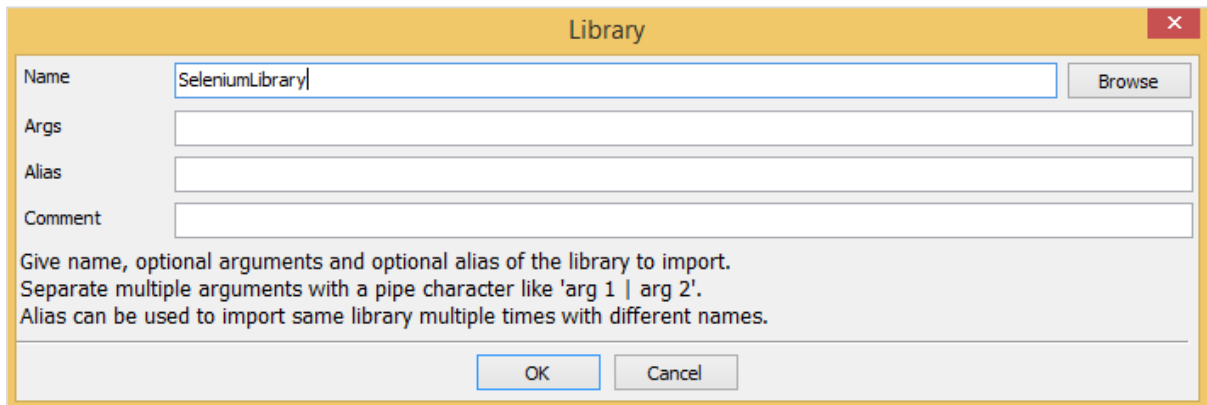 Library
Name SeleniumLibrary Browse
Args
Alias
Comment
Give name, optional arguments and optional alias of the library to import.
Separate multiple arguments with a pipe character like 'arg 1 | arg 2'.
Alias can be used to import same library multiple times with different names.
OK Cancel